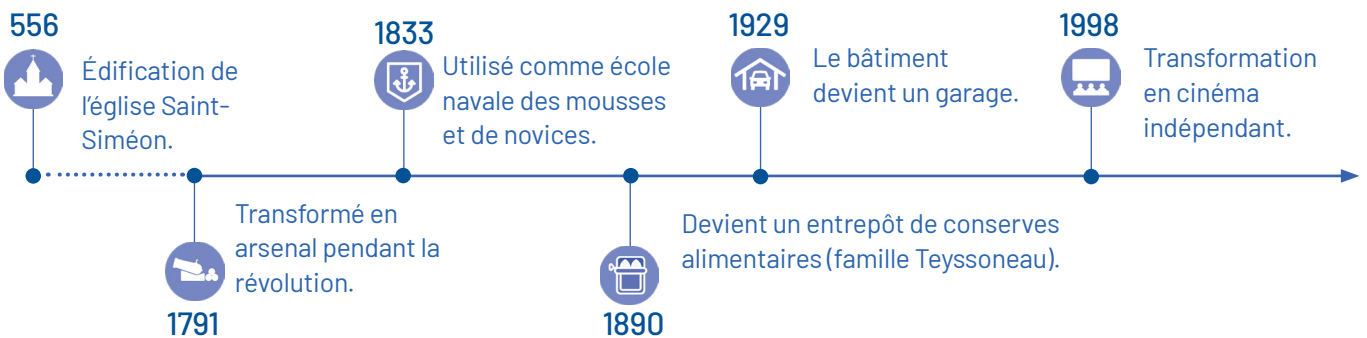 556
Édification de
l'église Saint-
Siméon.
1791
Transformé en
arsenal pendant la
révolution.
1833
Utilisé comme école
navale des mousses
et de novices.
1890
Devient un entrepôt de conserves
alimentaires (famille Teyssoneau).
1929
Le bâtiment
devient un garage.
1998
Transformation
en cinéma
indépendant.